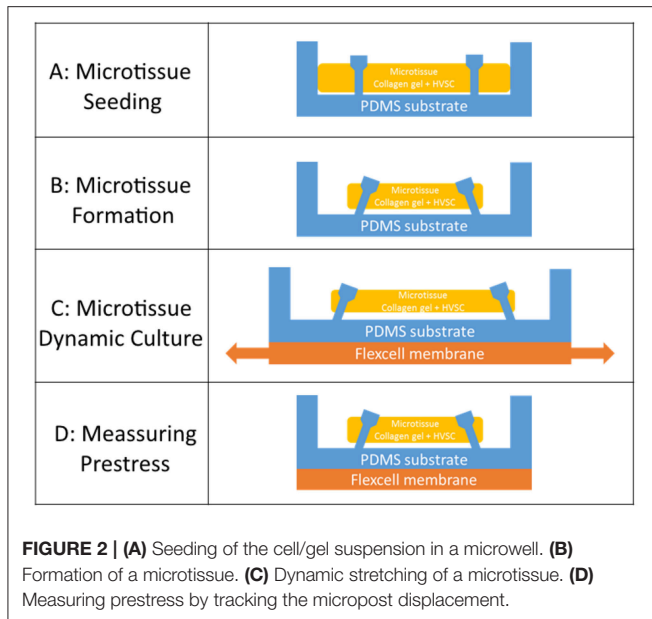 A: Microtissue
Seeding
Microtissue
Collagen gel + HVSC
PDMS substrate
B: Microtissue
Formation
Microtissue
Collagen gel + HVSC
PDMS substrate
C: Microtissue
Dynamic Culture
Microtissue
Collagen gel + HVSC
PDMS substrate
Flexcell membrane
D: Meassuring
Prestress
Microtissue
Collagen gel + HVSC
PDMS substrate
Flexcell membrane
FIGURE 2 | (A) Seeding of the cell/gel suspension in a microwell. (B)
Formation of a microtissue. (C) Dynamic stretching of a microtissue. (D)
Measuring prestress by tracking the micropost displacement.